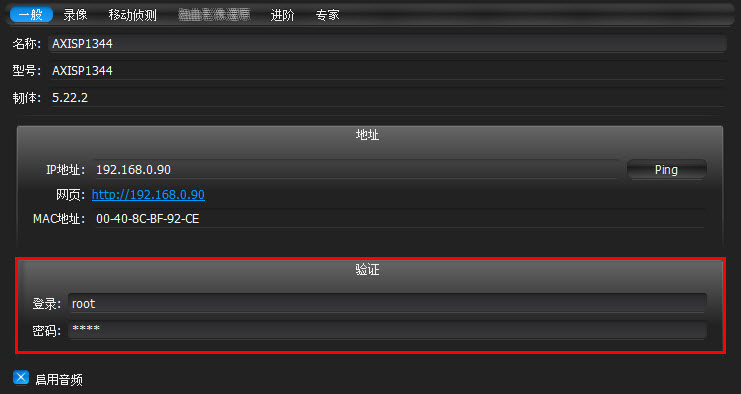 一般 录像 移动侦测 进阶 专家
名称: AXISP1344
型号: AXISP1344
韧体: 5.22.2
地址
IP地址: 192.168.0.90 Ping
网页: http://192.168.0.90
MAC地址: 00-40-8C-BF-92-CE
验证
登录: root
密码: ****
启用音频